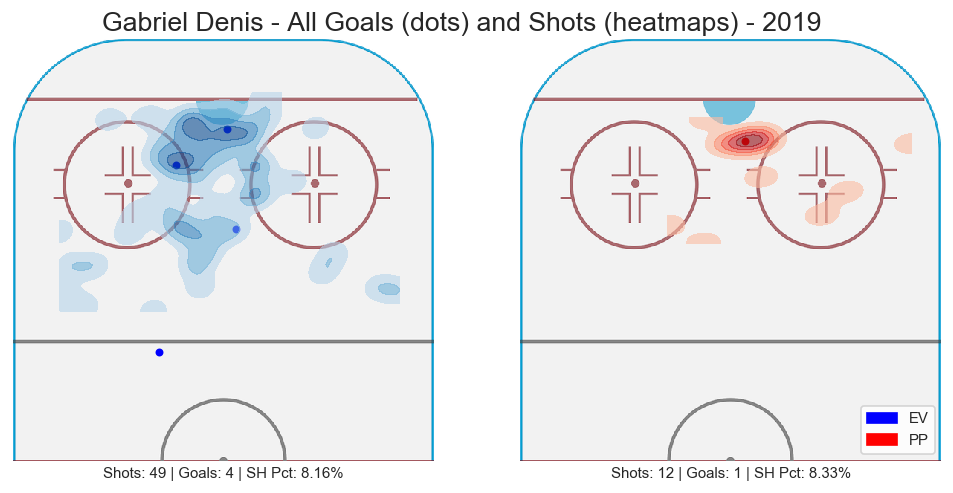 Gabriel Denis - All Goals (dots) and Shots (heatmaps) - 2019
EV
PP
Shots: 49 | Goals: 4 | SH Pct: 8.16%
Shots: 12 | Goals: 1 | SH Pct: 8.33%